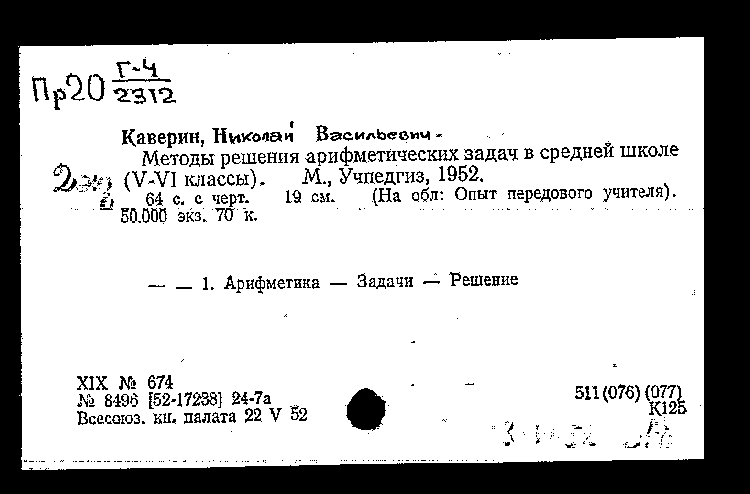 Пр20 Г-4
2312
Каверин, Николай Васильевич.
Методы решения арифметических задач в средней школе
(V-VI классы). М., Учпедгиз, 1952.
64 с. с черт. 19 см. (На обл: Опыт передового учителя).
50.000 экз. 70 к.
— — 1. Арифметика — Задачи — Решение
XIX № 674
№ 8496 [52-17238] 24-7а
Всесоюз. кн. палата 22 V 52
511(076)(077)
К125